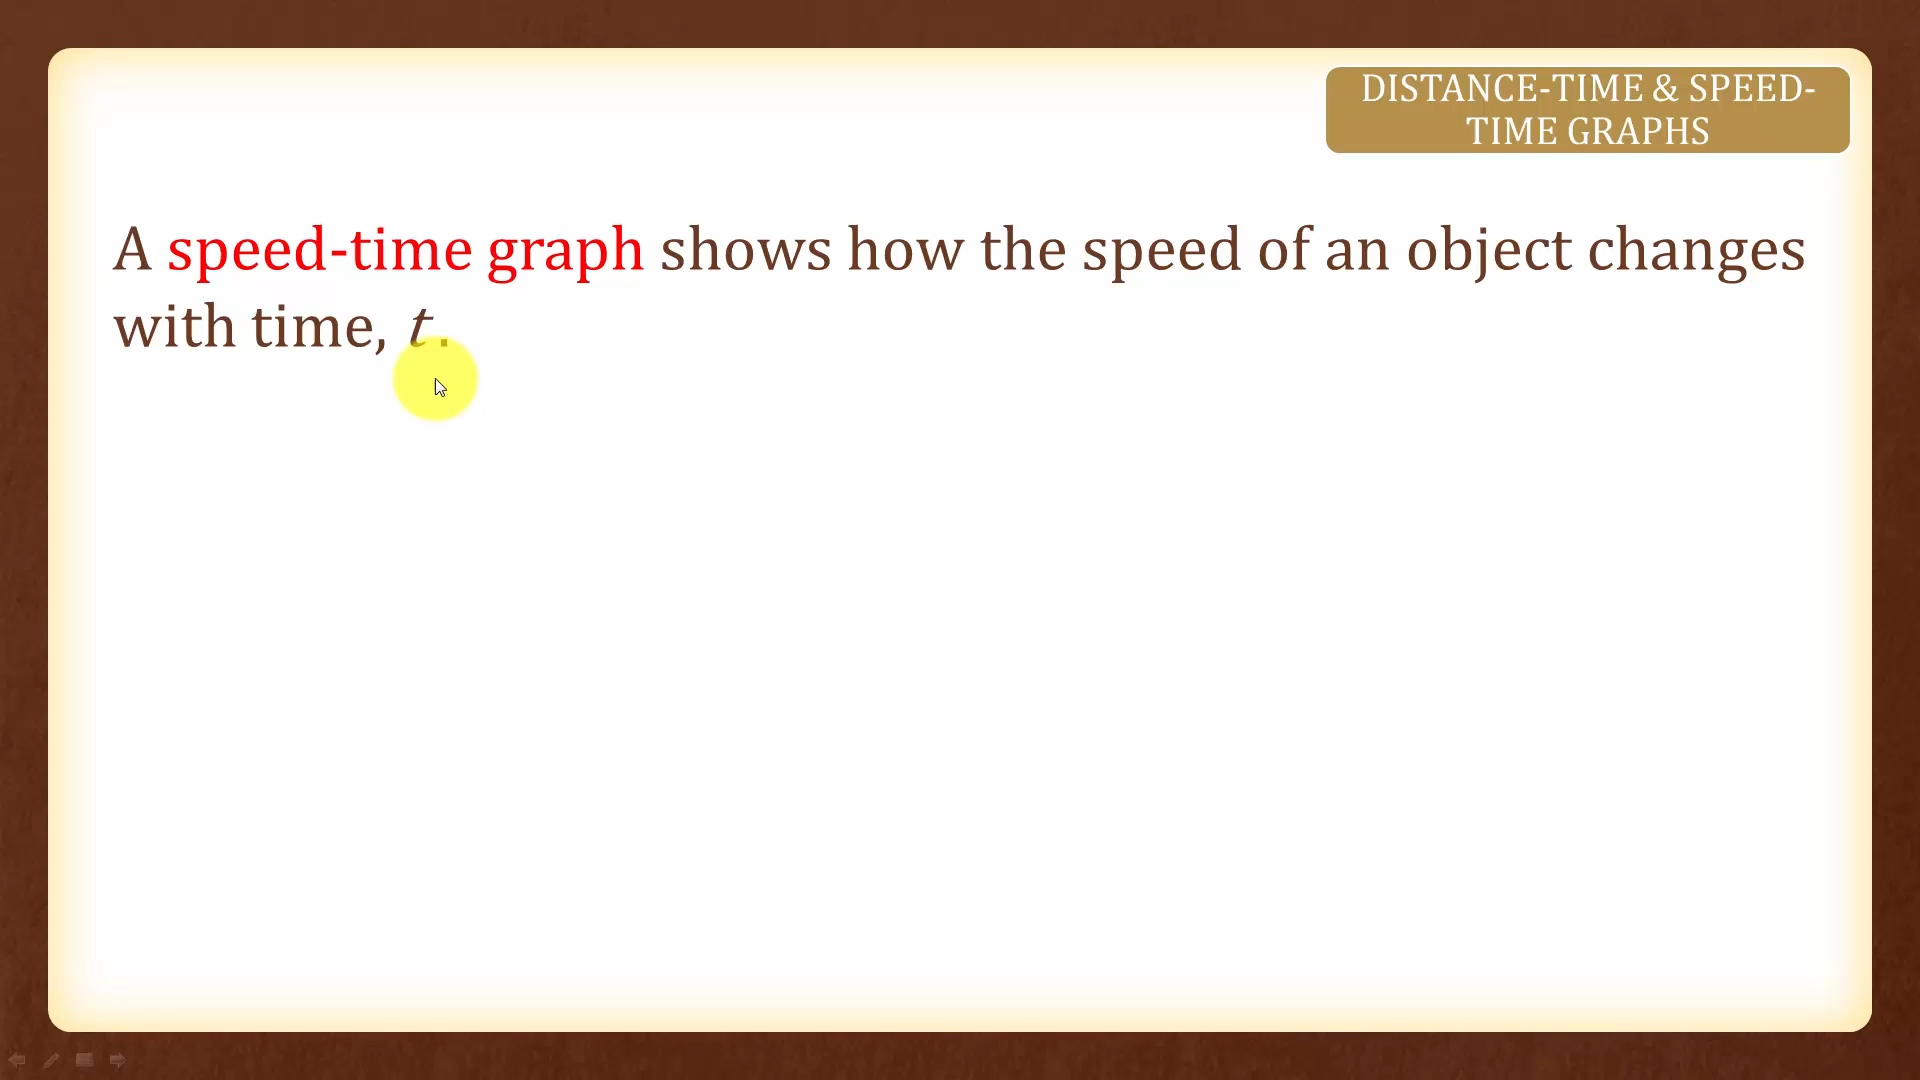 DISTANCE-TIME & SPEED-
TIME GRAPHS
A speed-time graph shows how the speed of an object changes
with time, t.